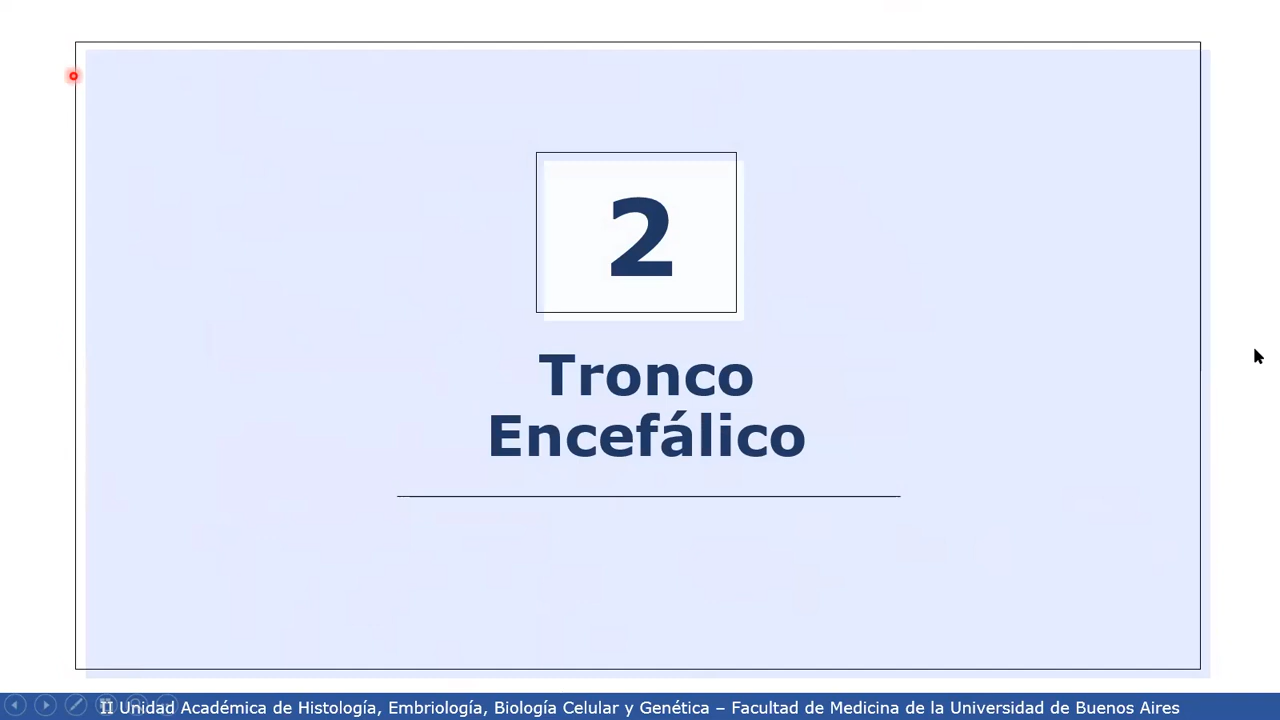 2
Tronco
Encefálico
II Unidad Académica de Histología, Embriología, Biología Celular y Genética – Facultad de Medicina de la Universidad de Buenos Aires